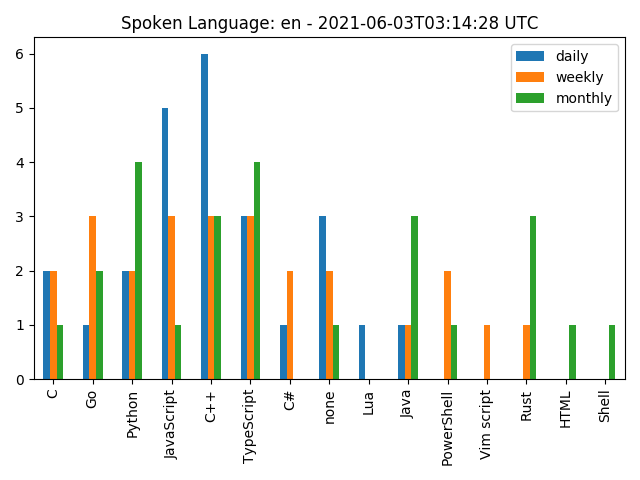 Spoken Language: en - 2021-06-03T03:14:28 UTC
daily
weekly
monthly
6
5
4
3
2
1
0
C
Go
Python
JavaScript
C++
TypeScript
C#
none
Lua
Java
PowerShell
Vim script
Rust
HTML
Shell